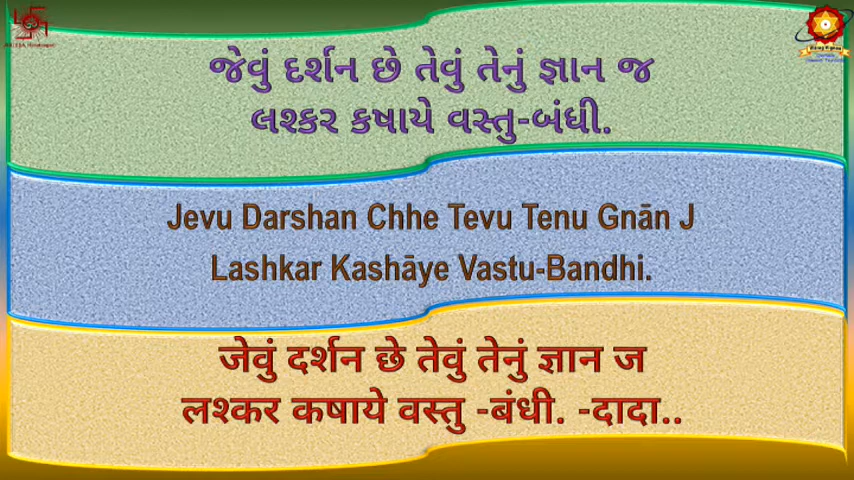 જેવું દર્શન છે તેવું તેનું જ્ઞાન જ
લશ્કર કષાયે વસ્તુ-બંધી.
Jevu Darshan Chhe Tevu Tenu Gnān J
Lashkar Kashāye Vastu-Bandhi.
जेवुं दर्शन छे तेवुं तेनुं ज्ञान ज
लश्कर कषाये वस्तु -बंधी. -दादा..